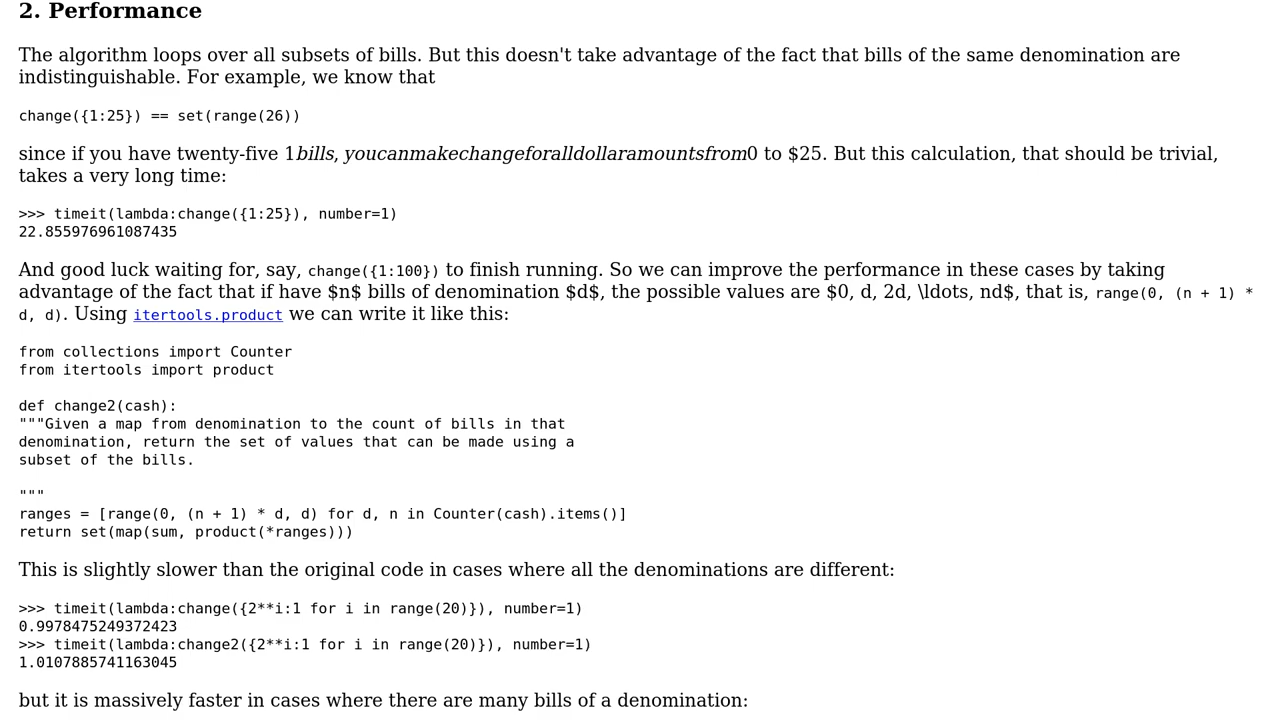 2. Performance
The algorithm loops over all subsets of bills. But this doesn't take advantage of the fact that bills of the same denomination are
indistinguishable. For example, we know that
change({1:25}) == set(range(26))
since if you have twenty-five 1bills, youcanmakechangeforalldollaramountsfrom0 to $25. But this calculation, that should be trivial,
takes a very long time:
>>> timeit(lambda:change({1:25}), number=1)
22.855976961087435
And good luck waiting for, say, change({1:100}) to finish running. So we can improve the performance in these cases by taking
advantage of the fact that if have $n$ bills of denomination $d$, the possible values are $0, d, 2d, \ldots, nd$, that is, range(0, (n + 1) *
d, d). Using itertools.product we can write it like this:
from collections import Counter
from itertools import product
def change2(cash):
"""Given a map from denomination to the count of bills in that
denomination, return the set of values that can be made using a
subset of the bills.
"""
ranges = [range(0, (n + 1) * d, d) for d, n in Counter(cash).items()]
return set(map(sum, product(*ranges)))
This is slightly slower than the original code in cases where all the denominations are different:
>>> timeit(lambda:change({2**i:1 for i in range(20)}), number=1)
0.9978475249372423
>>> timeit(lambda:change2({2**i:1 for i in range(20)}), number=1)
1.0107885741163045
but it is massively faster in cases where there are many bills of a denomination: